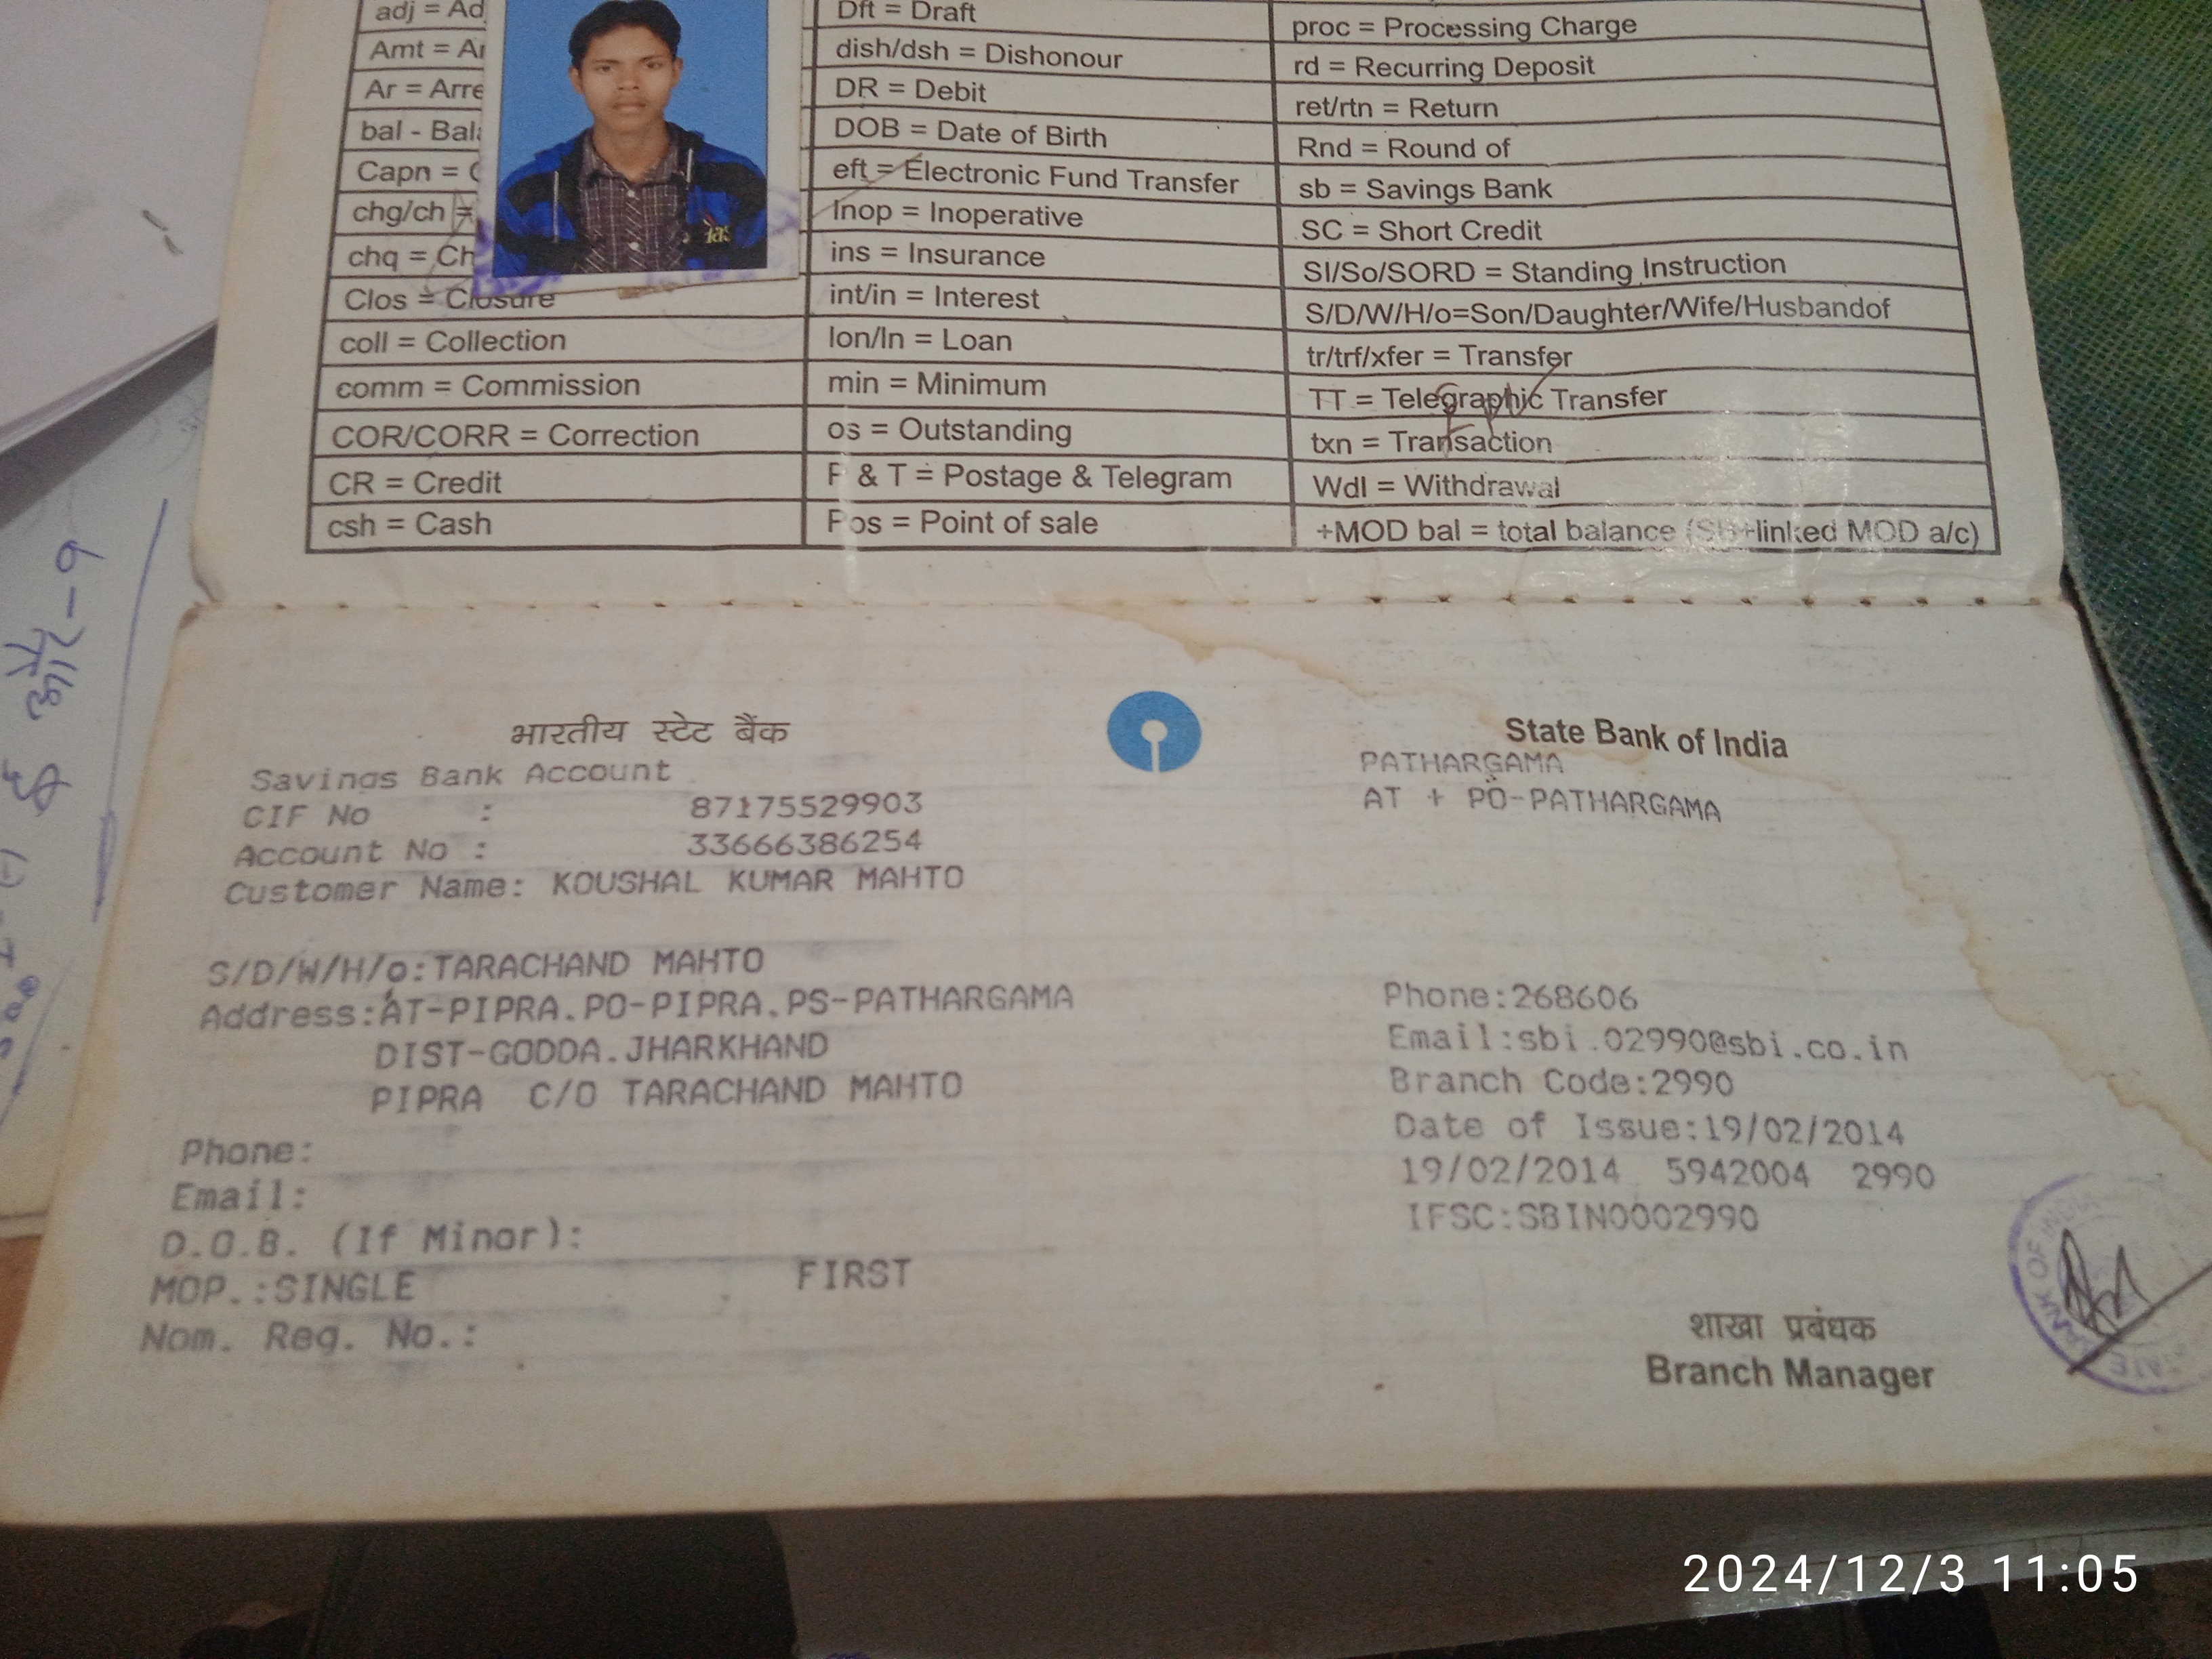 adj = Ad
Amt = A
Ar = Arre
bal - Bal
Capn =
chg/ch =
chq = Ch
Clos = Closure
coll = Collection
comm = Commission
COR/CORR = Correction
CR = Credit
csh = Cash
Dft = Draft
dish/dsh = Dishonour
DR = Debit
DOB = Date of Birth
eft = Electronic Fund Transfer
Inop = Inoperative
ins = Insurance
int/in = Interest
lon/ln = Loan
min = Minimum
os = Outstanding
P & T = Postage & Telegram
Pos = Point of sale
proc = Processing Charge
rd = Recurring Deposit
ret/rtn = Return
Rnd = Round of
sb = Savings Bank
SC = Short Credit
SI/So/SORD = Standing Instruction
S/D/W/H/o=Son/Daughter/Wife/Husbandof
tr/trf/xfer = Transfer
TT = Telegraphic Transfer
txn = Transaction
Wdl = Withdrawal
+MOD bal = total balance (SB+linked MOD a/c)
भारतीय स्टेट बैंक
Savings Bank Account
CIF No : 87175529903
Account No : 33666386254
Customer Name: KOUSHAL KUMAR MAHTO
S/D/W/H/o:TARACHAND MAHTO
Address:AT-PIPRA.PO-PIPRA.PS-PATHARGAMA
DIST-GODDA.JHARKHAND
PIPRA C/O TARACHAND MAHTO
Phone:
Email:
D.O.B. (If Minor):
MOP.:SINGLE FIRST
Nom. Reg. No.:
State Bank of India
PATHARGAMA
AT + PO-PATHARGAMA
Phone:268606
Email:sbi.02990@sbi.co.in
Branch Code:2990
Date of Issue:19/02/2014
19/02/2014 5942004 2990
IFSC:SBIN0002990
शाखा प्रबंधक
Branch Manager
2024/12/3 11:05